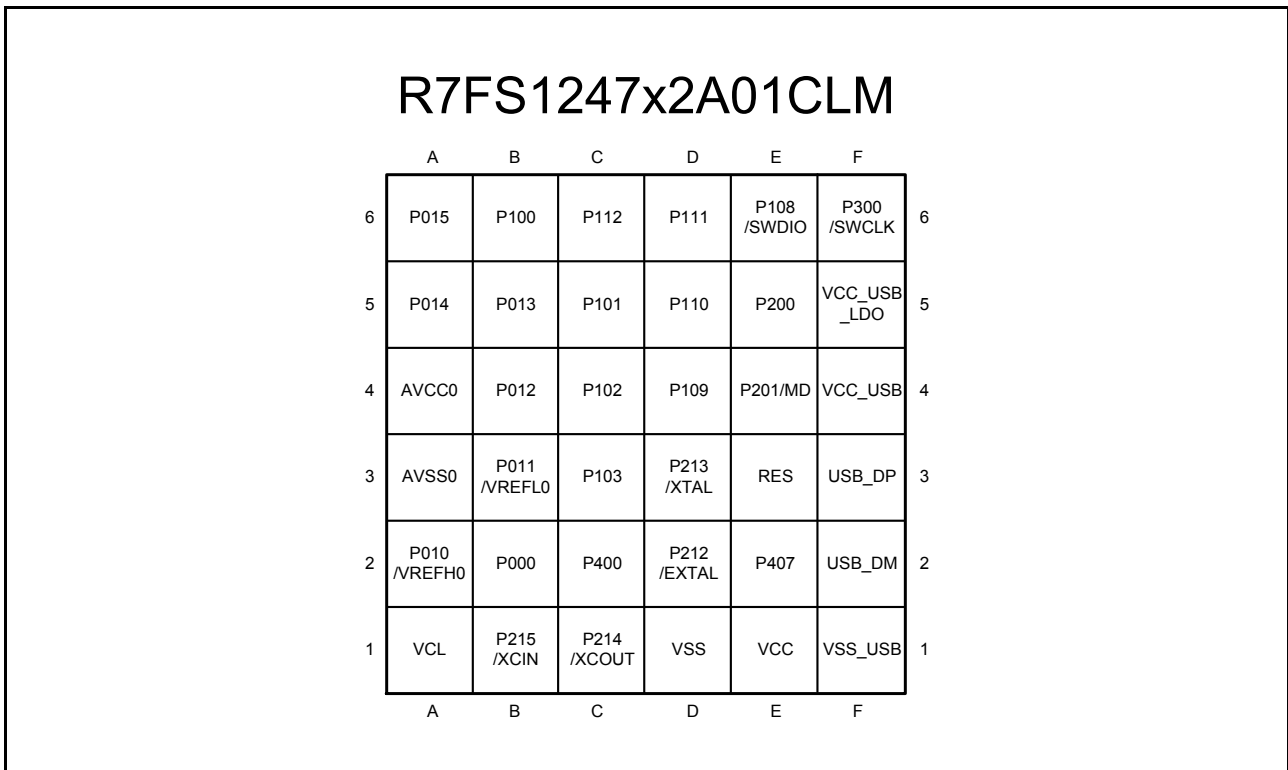 R7FS1247x2A01CLM
A B C D E F
6 P015 P100 P112 P111 P108 /SWDIO P300 /SWCLK 6
5 P014 P013 P101 P110 P200 VCC_USB _LDO 5
4 AVCC0 P012 P102 P109 P201/MD VCC_USB 4
3 AVSS0 P011 /VREFL0 P103 P213 /XTAL RES USB_DP 3
2 P010 /VREFH0 P000 P400 P212 /EXTAL P407 USB_DM 2
1 VCL P215 /XCIN P214 /XCOUT VSS VCC VSS_USB 1
A B C D E F